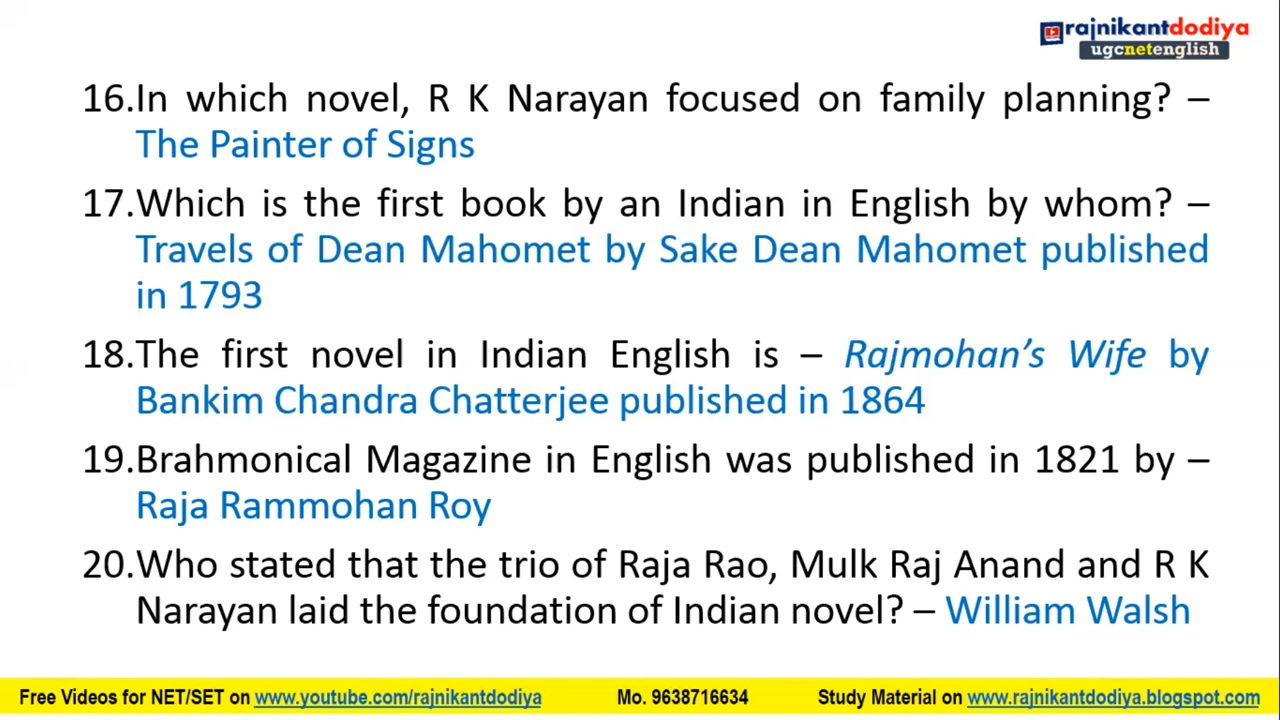 rajnikantdodiya
ugcnetenglish
16.In which novel, R K Narayan focused on family planning? –
The Painter of Signs
17.Which is the first book by an Indian in English by whom? –
Travels of Dean Mahomet by Sake Dean Mahomet published
in 1793
18.The first novel in Indian English is – Rajmohan’s Wife by
Bankim Chandra Chatterjee published in 1864
19.Brahmonical Magazine in English was published in 1821 by –
Raja Rammohan Roy
20.Who stated that the trio of Raja Rao, Mulk Raj Anand and R K
Narayan laid the foundation of Indian novel? – William Walsh
Free Videos for NET/SET on www.youtube.com/rajnikantdodiya Mo. 9638716634 Study Material on www.rajnikantdodiya.blogspot.com